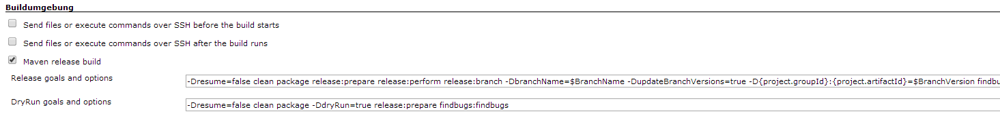 Buildumgebung
Send files or execute commands over SSH before the build starts
Send files or execute commands over SSH after the build runs
Maven release build
Release goals and options
-Dresume=false clean package release:prepare release:perform release:branch -DbranchName=$BranchName -DupdateBranchVersions=true -D{project.groupId}:{project.artifactId}=$BranchVersion findbu
DryRun goals and options
-Dresume=false clean package -DdryRun=true release:prepare findbugs:findbugs